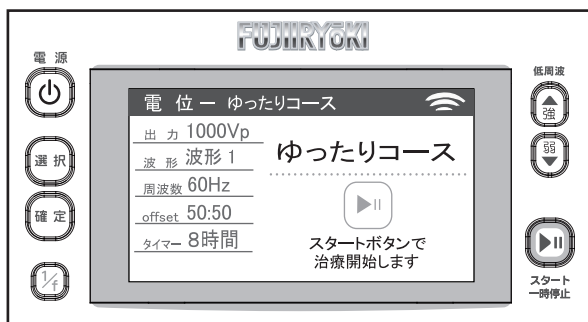 FUJIIRYOKI
電源
選択
確定
1/f
電 位 ー ゆったりコース
出 力 1000Vp
波 形 波形 1
周波数 60Hz
offset 50:50
タイマー 8時間
ゆったりコース
スタートボタンで
治療開始します
低周波
強
弱
スタート
一時停止